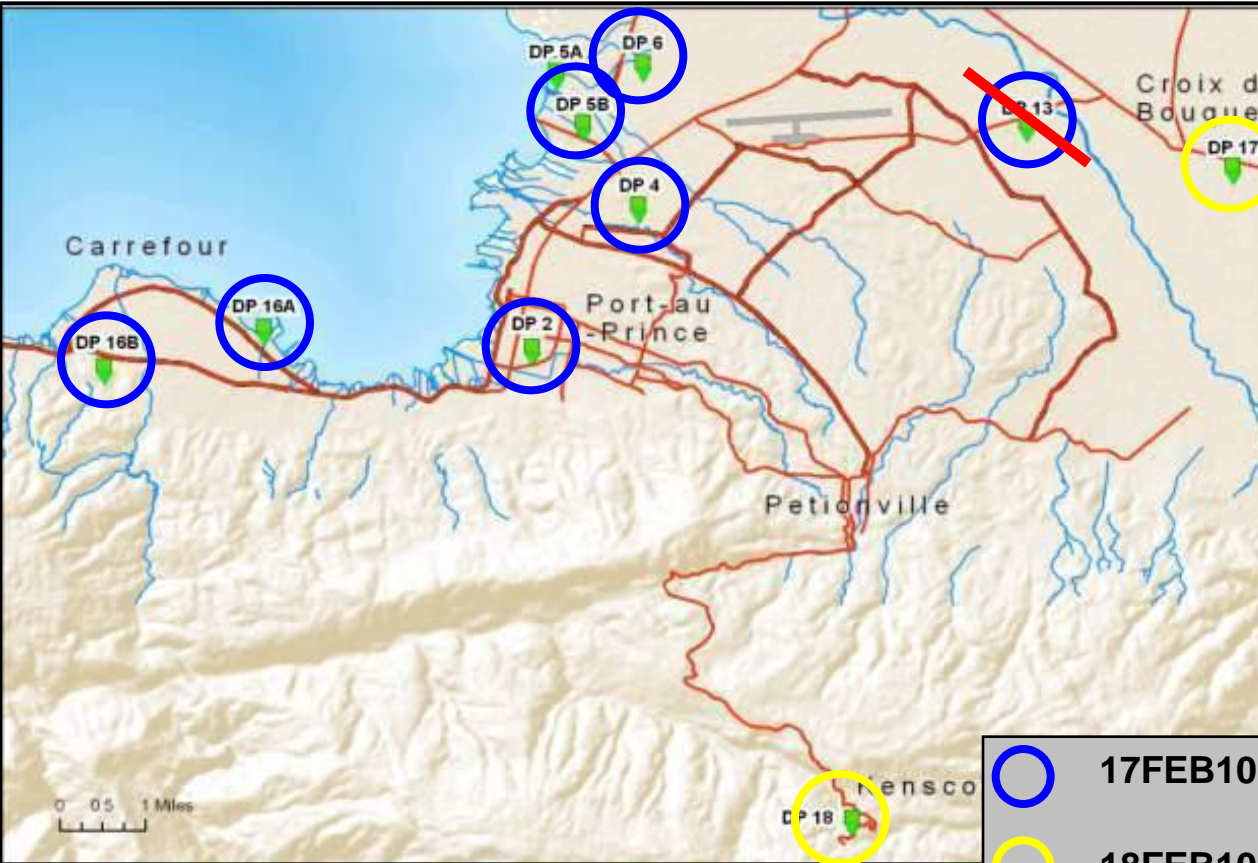 DP 5A
DP 6
Croix d
Bouque
DP 5B
DP 13
DP 17
DP 4
Carrefour
DP 16A
Port-au
-Prince
DP 2
DP 16B
Petionville
Kensco
DP 18
0 0.5 1 Miles
17FEB10
18FEB10